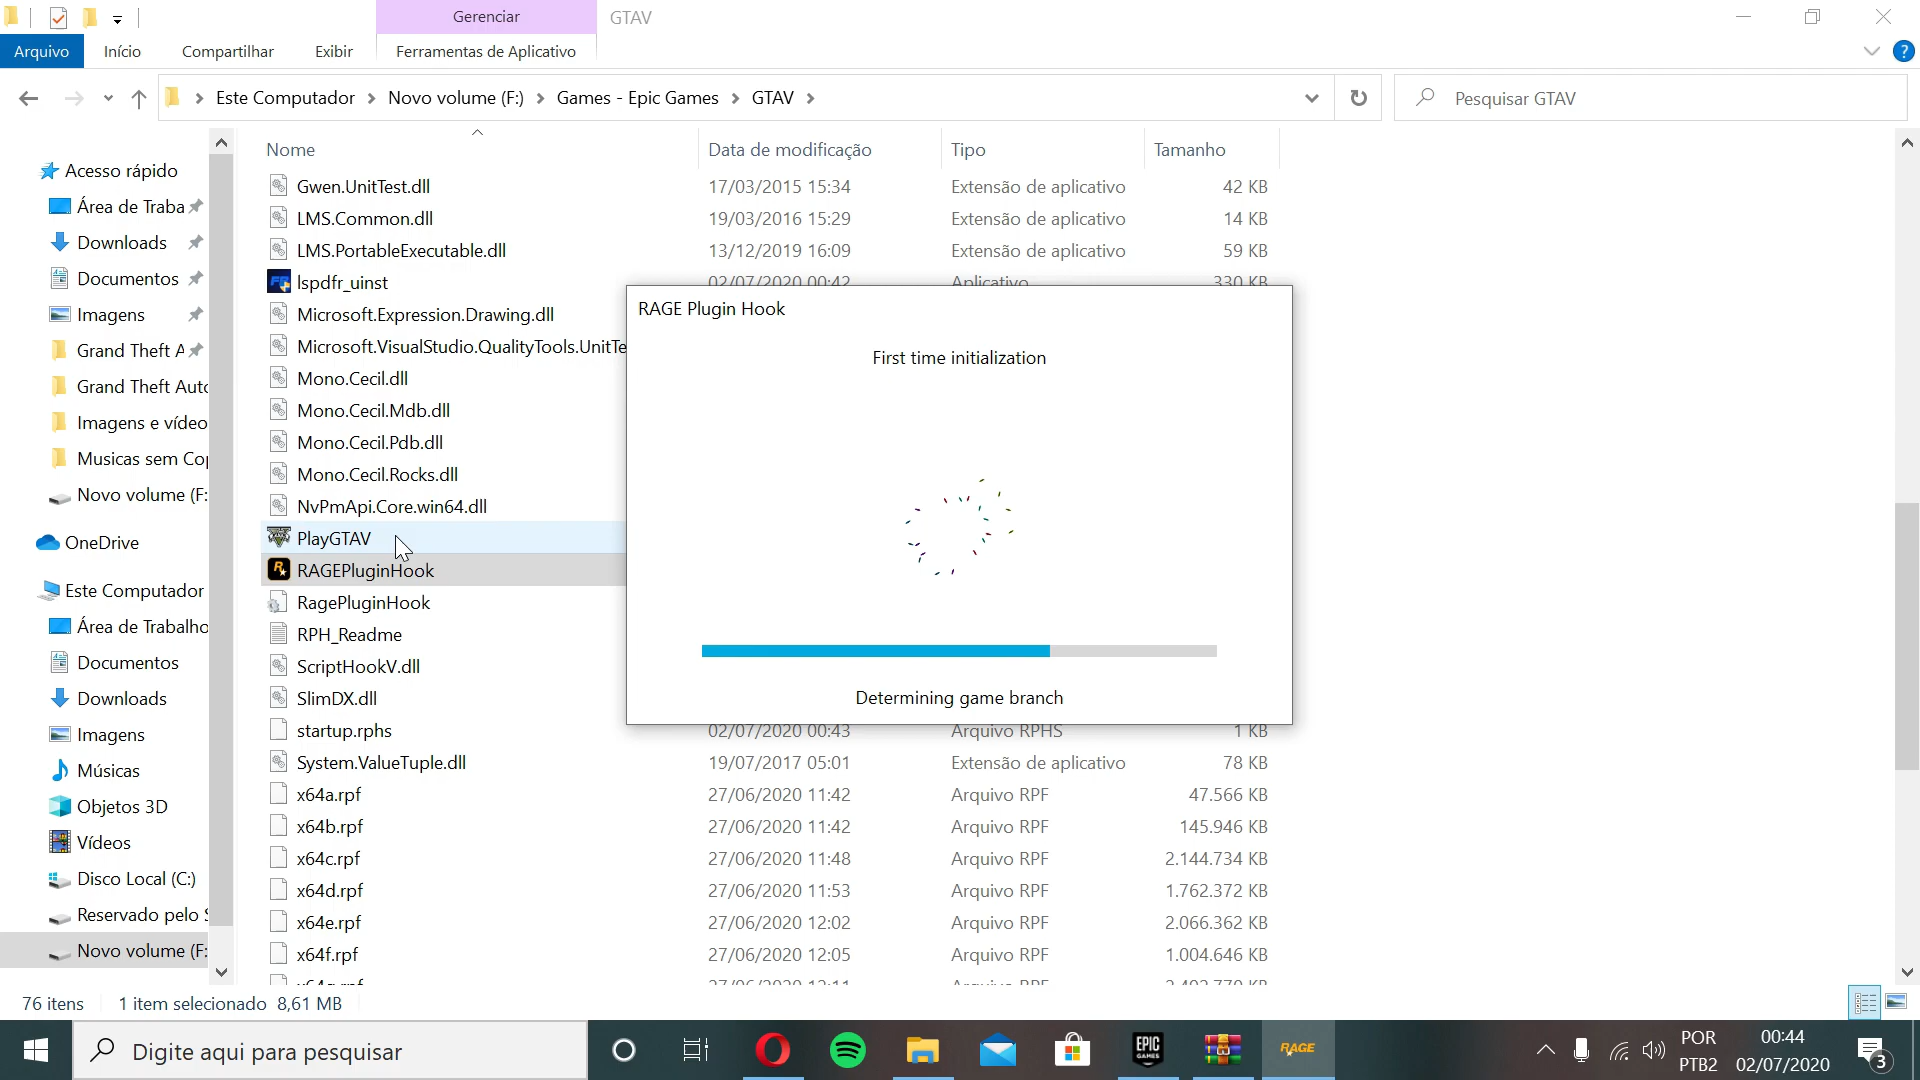 Gerenciar
GTAV
Arquivo
Início
Compartilhar
Exibir
Ferramentas de Aplicativo
?
Este Computador
Novo volume (F:)
Games - Epic Games
GTAV
Pesquisar GTAV
Acesso rápido
Área de Traba
Downloads
Documentos
Imagens
Grand Theft A
Grand Theft Auto
Imagens e vídeo
Musicas sem Cop
Novo volume (F:
OneDrive
Este Computador
Área de Trabalho
Documentos
Downloads
Imagens
Músicas
Objetos 3D
Vídeos
Disco Local (C:)
Reservado pelo S
Novo volume (F:
Nome
Data de modificação
Tipo
Tamanho
Gwen.UnitTest.dll
17/03/2015 15:34
Extensão de aplicativo
42 KB
LMS.Common.dll
19/03/2016 15:29
Extensão de aplicativo
14 KB
LMS.PortableExecutable.dll
13/12/2019 16:09
Extensão de aplicativo
59 KB
lspdfr_uinst
02/07/2020 00:42
Aplicativo
330 KB
Microsoft.Expression.Drawing.dll
Microsoft.VisualStudio.QualityTools.UnitTe
Mono.Cecil.dll
Mono.Cecil.Mdb.dll
Mono.Cecil.Pdb.dll
Mono.Cecil.Rocks.dll
NvPmApi.Core.win64.dll
PlayGTAV
RAGEPluginHook
RagePluginHook
RPH_Readme
ScriptHookV.dll
SlimDX.dll
startup.rphs
02/07/2020 00:43
Arquivo RPHS
1 KB
System.ValueTuple.dll
19/07/2017 05:01
Extensão de aplicativo
78 KB
x64a.rpf
27/06/2020 11:42
Arquivo RPF
47.566 KB
x64b.rpf
27/06/2020 11:42
Arquivo RPF
145.946 KB
x64c.rpf
27/06/2020 11:48
Arquivo RPF
2.144.734 KB
x64d.rpf
27/06/2020 11:53
Arquivo RPF
1.762.372 KB
x64e.rpf
27/06/2020 12:02
Arquivo RPF
2.066.362 KB
x64f.rpf
27/06/2020 12:05
Arquivo RPF
1.004.646 KB
RAGE Plugin Hook
First time initialization
Determining game branch
76 itens
1 item selecionado 8,61 MB
Digite aqui para pesquisar
EPIC
GAMES
RAGE
POR
PTB2
00:44
02/07/2020
3